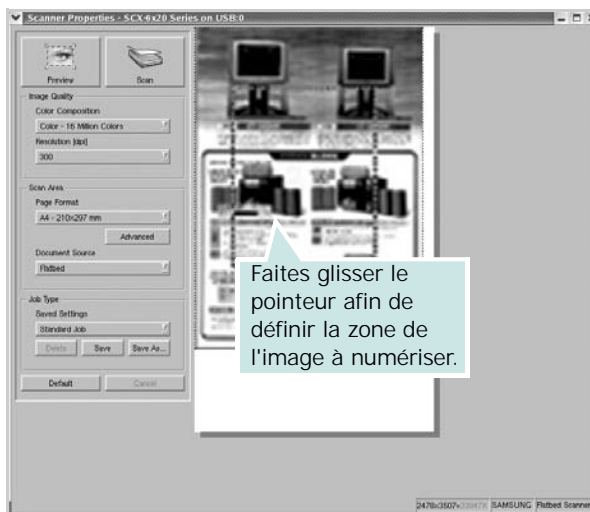 Scanner Properties - SCX-6x20 Series on USB:0
Preview
Scan
Image Quality
Color Composition
Color - 16 Million Colors
Resolution [dpi]
300
Scan Area
Page Format
A4 - 210x297 mm
Advanced
Document Source
Flatbed
Job Type
Saved Settings
Standard Job
Delete
Save
Save As...
Default
Cancel
Faites glisser le
pointeur afin de
définir la zone de
l'image à numériser.
SAMSUNG
Flatbed Scanner